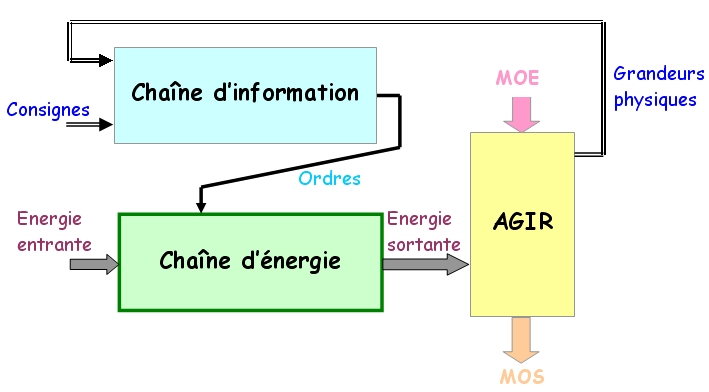 Grandeurs
physiques
MOE
Chaîne d'information
Consignes
Ordres
Energie
entrante
Chaîne d'énergie
Energie
sortante
AGIR
MOS